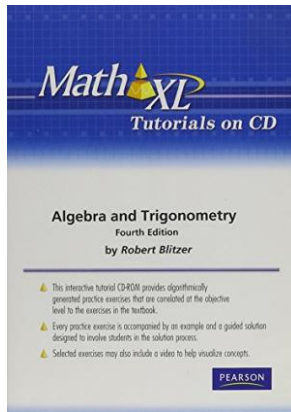 Math XL
Tutorials on CD
Algebra and Trigonometry
Fourth Edition
by Robert Blitzer
This interactive tutorial CD-ROM provides algorithmically
generated practice exercises that are correlated at the objective
level to the exercises in the textbook.
Every practice exercise is accompanied by an example and a guided solution
designed to involve students in the solution process.
Selected exercises may also include a video to help visualize concepts.
PEARSON